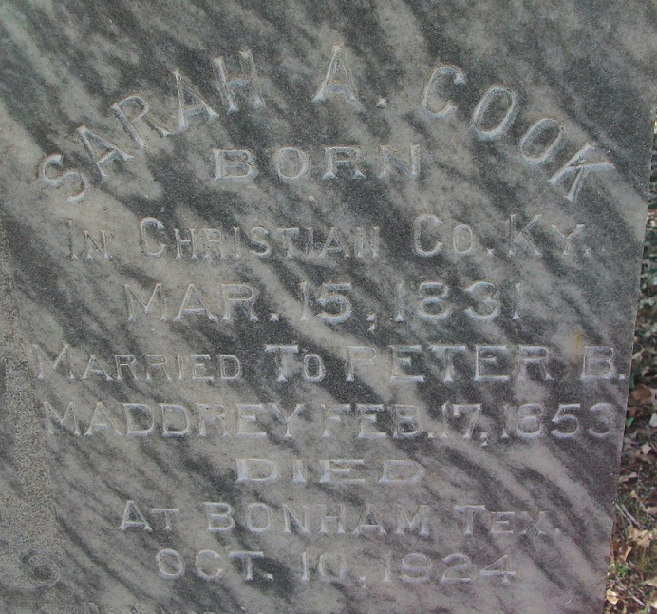 SARAH A. COOK
BORN
IN CHRISTIAN CO. KY.
MAR. 15, 1831
MARRIED TO PETER B.
MADDREY FEB. 17, 1853
DIED
AT BONHAM TEX.
OCT. 10, 1924